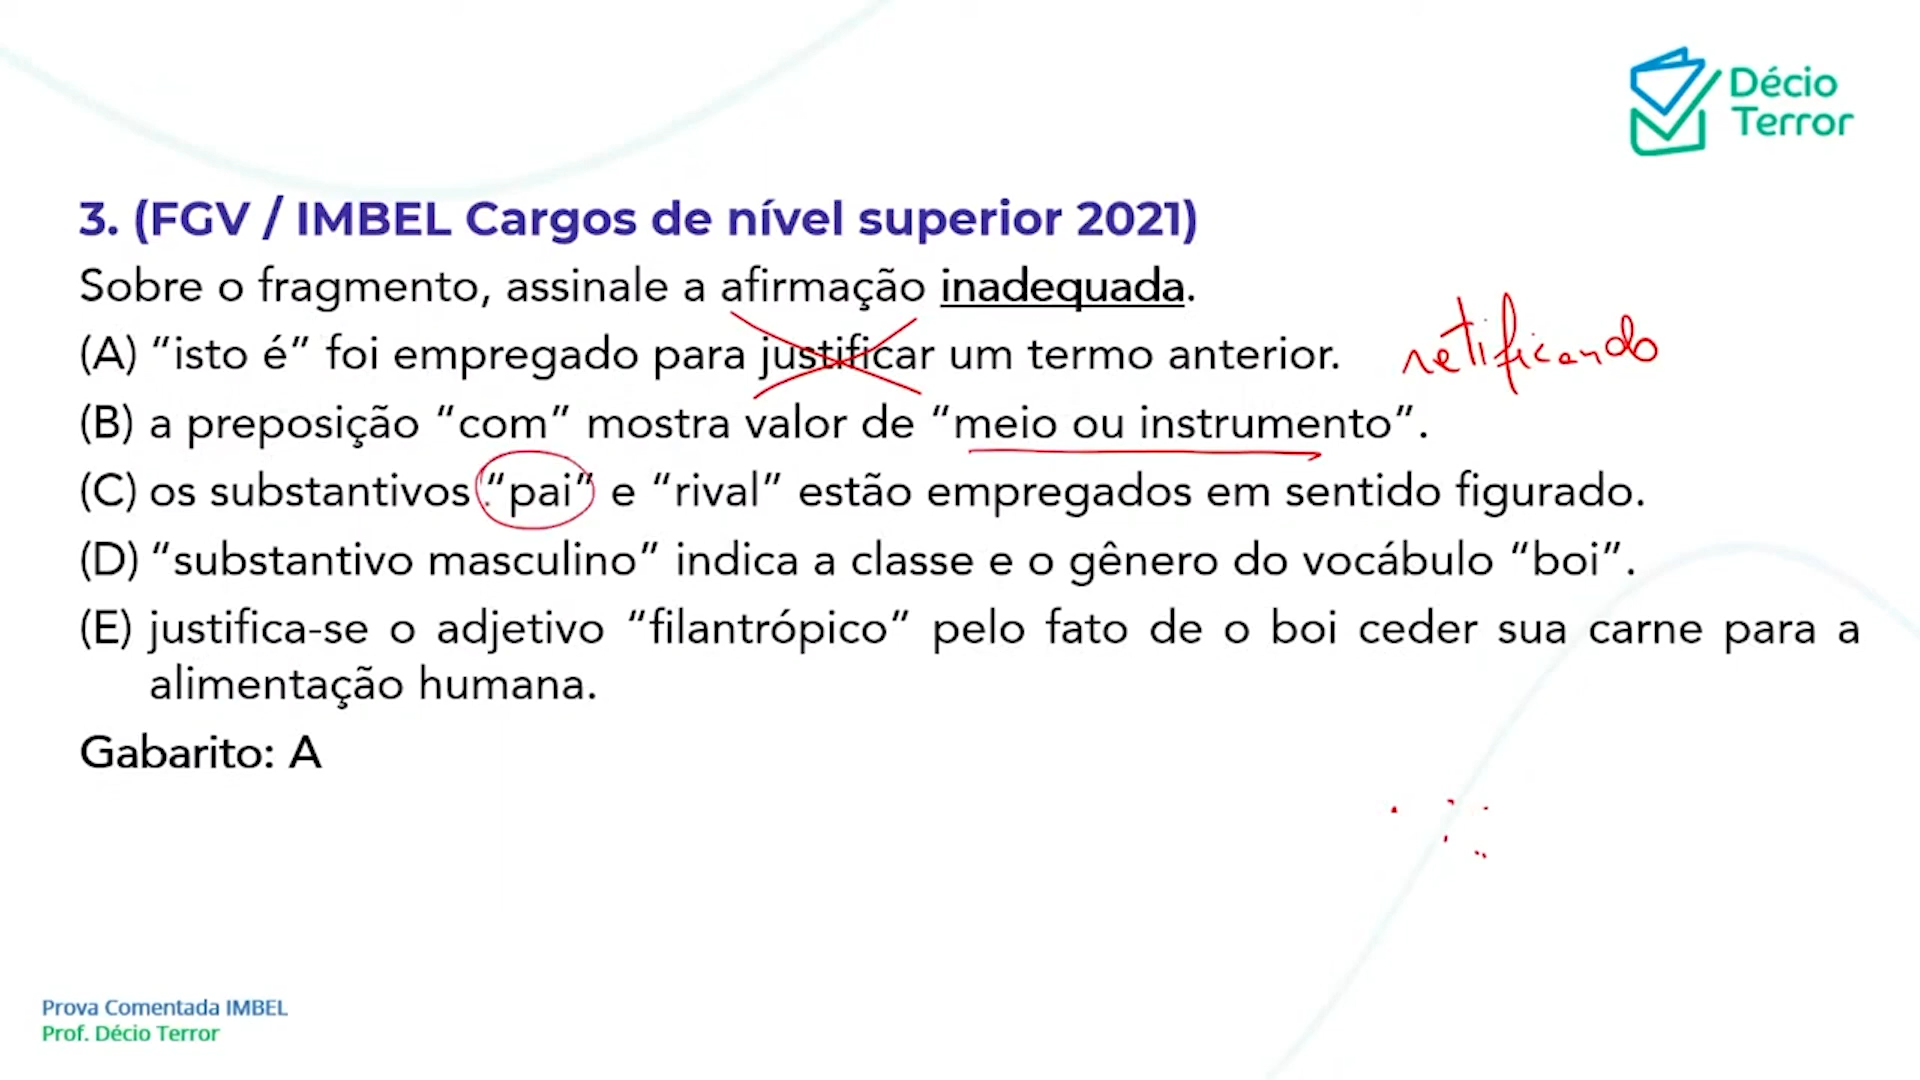 Décio
Terror
3. (FGV / IMBEL Cargos de nível superior 2021)
Sobre o fragmento, assinale a afirmação inadequada.
(A) “isto é” foi empregado para justificar um termo anterior. retificando
(B) a preposição “com” mostra valor de “meio ou instrumento”.
(C) os substantivos “pai” e “rival” estão empregados em sentido figurado.
(D) “substantivo masculino” indica a classe e o gênero do vocábulo “boi”.
(E) justifica-se o adjetivo “filantrópico” pelo fato de o boi ceder sua carne para a
alimentação humana.
Gabarito: A
Prova Comentada IMBEL
Prof. Décio Terror